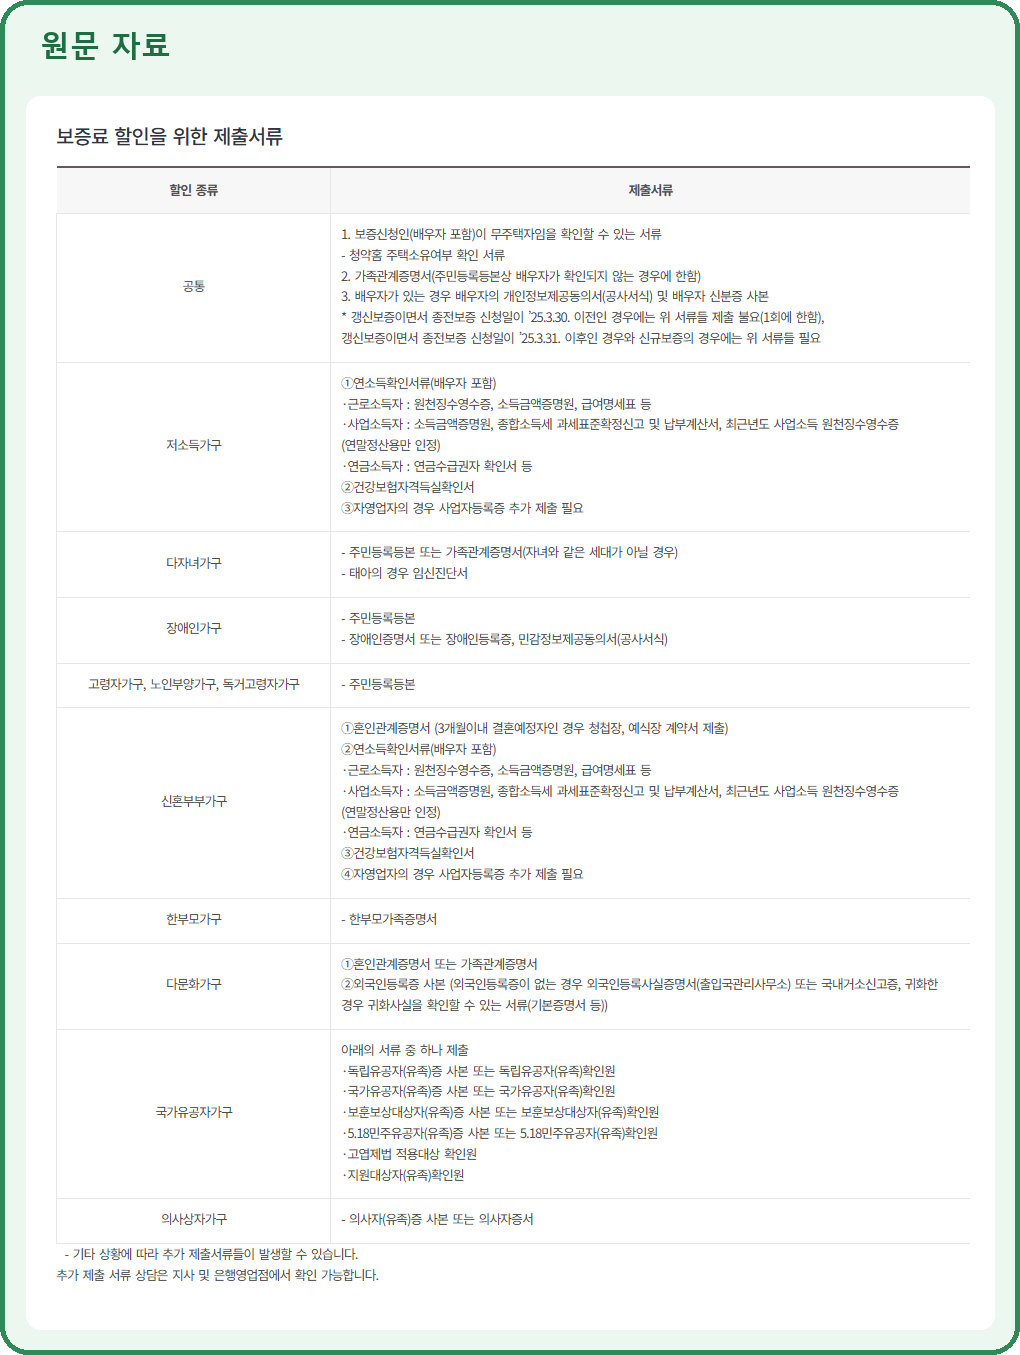 원문 자료
보증료 할인을 위한 제출서류
할인 종류
제출서류
공통
1. 보증신청인(배우자 포함)이 무주택자임을 확인할 수 있는 서류
- 청약홈 주택소유여부 확인 서류
2. 가족관계증명서(주민등록등본상 배우자가 확인되지 않는 경우에 한함)
3. 배우자가 있는 경우 배우자의 개인정보제공동의서(공사서식) 및 배우자 신분증 사본
* 갱신보증이면서 종전보증 신청일이 ’25.3.30. 이전인 경우에는 위 서류들 제출 불요(1회에 한함),
갱신보증이면서 종전보증 신청일이 ’25.3.31. 이후인 경우와 신규보증의 경우에는 위 서류들 필요
저소득가구
①연소득확인서류(배우자 포함)
·근로소득자 : 원천징수영수증, 소득금액증명원, 급여명세표 등
·사업소득자 : 소득금액증명원, 종합소득세 과세표준확정신고 및 납부계산서, 최근년도 사업소득 원천징수영수증
(연말정산용만 인정)
·연금소득자 : 연금수급권자 확인서 등
②건강보험자격득실확인서
③자영업자의 경우 사업자등록증 추가 제출 필요
다자녀가구
- 주민등록등본 또는 가족관계증명서(자녀와 같은 세대가 아닐 경우)
- 태아의 경우 임신진단서
장애인가구
- 주민등록등본
- 장애인증명서 또는 장애인등록증, 민감정보제공동의서(공사서식)
고령자가구, 노인부양가구, 독거고령자가구
- 주민등록등본
신혼부부가구
①혼인관계증명서 (3개월이내 결혼예정자인 경우 청첩장, 예식장 계약서 제출)
②연소득확인서류(배우자 포함)
·근로소득자 : 원천징수영수증, 소득금액증명원, 급여명세표 등
·사업소득자 : 소득금액증명원, 종합소득세 과세표준확정신고 및 납부계산서, 최근년도 사업소득 원천징수영수증
(연말정산용만 인정)
·연금소득자 : 연금수급권자 확인서 등
③건강보험자격득실확인서
④자영업자의 경우 사업자등록증 추가 제출 필요
한부모가구
- 한부모가족증명서
다문화가구
①혼인관계증명서 또는 가족관계증명서
②외국인등록증 사본 (외국인등록증이 없는 경우 외국인등록사실증명서(출입국관리사무소) 또는 국내거소신고증, 귀화한
경우 귀화사실을 확인할 수 있는 서류(기본증명서 등))
국가유공자가구
아래의 서류 중 하나 제출
·독립유공자(유족)증 사본 또는 독립유공자(유족)확인원
·국가유공자(유족)증 사본 또는 국가유공자(유족)확인원
·보훈보상대상자(유족)증 사본 또는 보훈보상대상자(유족)확인원
·5.18민주유공자(유족)증 사본 또는 5.18민주유공자(유족)확인원
·고엽제법 적용대상 확인원
·지원대상자(유족)확인원
의사상자가구
- 의사자(유족)증 사본 또는 의사자증서
- 기타 상황에 따라 추가 제출서류들이 발생할 수 있습니다.
추가 제출 서류 상담은 지사 및 은행영업점에서 확인 가능합니다.